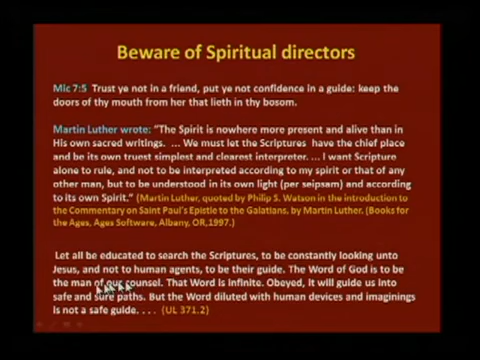 Beware of Spiritual directors
Mic 7:5 Trust ye not in a friend, put ye not confidence in a guide: keep the
doors of thy mouth from her that lieth in thy bosom.
Martin Luther wrote: "The Spirit is nowhere more present and alive than in
His own sacred writings. ... We must let the Scriptures have the chief place
and be its own truest simplest and clearest interpreter. ... I want Scripture
alone to rule, and not to be interpreted according to my spirit or that of any
other man, but to be understood in its own light (per seipsam) and according
to its own Spirit." (Martin Luther, quoted by Philip S. Watson in the introduction
to the Commentary on Saint Paul's Epistle to the Galatians, by Martin Luther. (Books for
the Ages, Ages Software, Albany, OR,1997.)
Let all be educated to search the Scriptures, to be constantly looking unto
Jesus, and not to human agents, to be their guide. The Word of God is to be
the man of our counsel. That Word is infinite. Obeyed, it will guide us into
safe and sure paths. But the Word diluted with human devices and imaginings
is not a safe guide. . . . (UL 371.2)